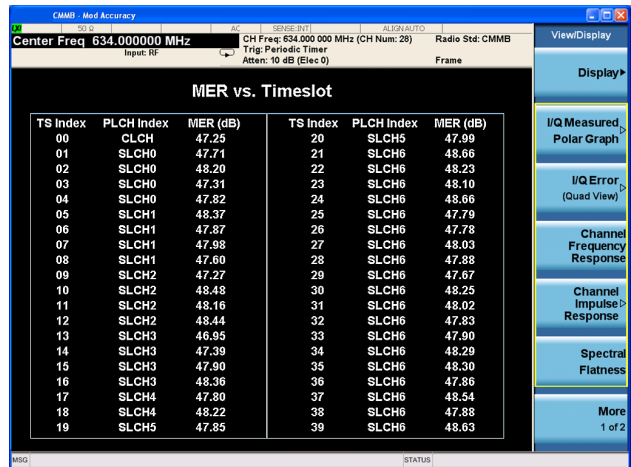 CMMB - Mod Accuracy
LXI 50 Ω AC SENSE:INT ALIGN AUTO
Center Freq 634.000000 MHz
Input: RF
CH Freq: 634.000 000 MHz (CH Num: 28)
Trig: Periodic Timer
Atten: 10 dB (Elec 0)
Radio Std: CMMB
Frame
MER vs. Timeslot
TS Index PLCH Index MER (dB)
00 CLCH 47.25
01 SLCH0 47.71
02 SLCH0 48.20
03 SLCH0 47.31
04 SLCH0 47.82
05 SLCH1 48.37
06 SLCH1 47.87
07 SLCH1 47.98
08 SLCH1 47.60
09 SLCH2 47.27
10 SLCH2 48.48
11 SLCH2 48.16
12 SLCH2 48.44
13 SLCH3 46.95
14 SLCH3 47.39
15 SLCH3 47.90
16 SLCH3 48.36
17 SLCH4 47.80
18 SLCH4 48.22
19 SLCH5 47.85
TS Index PLCH Index MER (dB)
20 SLCH5 47.99
21 SLCH6 48.66
22 SLCH6 48.23
23 SLCH6 48.10
24 SLCH6 48.66
25 SLCH6 47.79
26 SLCH6 47.78
27 SLCH6 48.03
28 SLCH6 47.88
29 SLCH6 47.67
30 SLCH6 48.25
31 SLCH6 48.02
32 SLCH6 47.83
33 SLCH6 47.90
34 SLCH6 48.29
35 SLCH6 48.30
36 SLCH6 47.86
37 SLCH6 48.54
38 SLCH6 47.88
39 SLCH6 48.63
View/Display
Display
I/Q Measured
Polar Graph
I/Q Error
(Quad View)
Channel
Frequency
Response
Channel
Impulse
Response
Spectral
Flatness
More
1 of 2
MSG STATUS